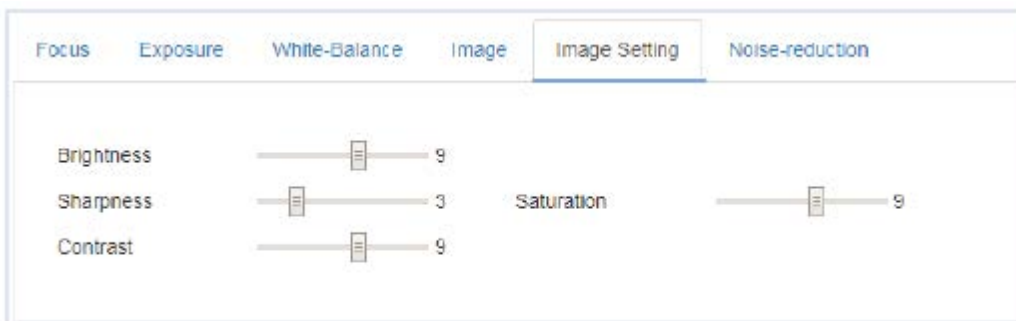 Focus Exposure White-Balance Image Image Setting Noise-reduction
Brightness 9
Sharpness 3 Saturation 9
Contrast 9